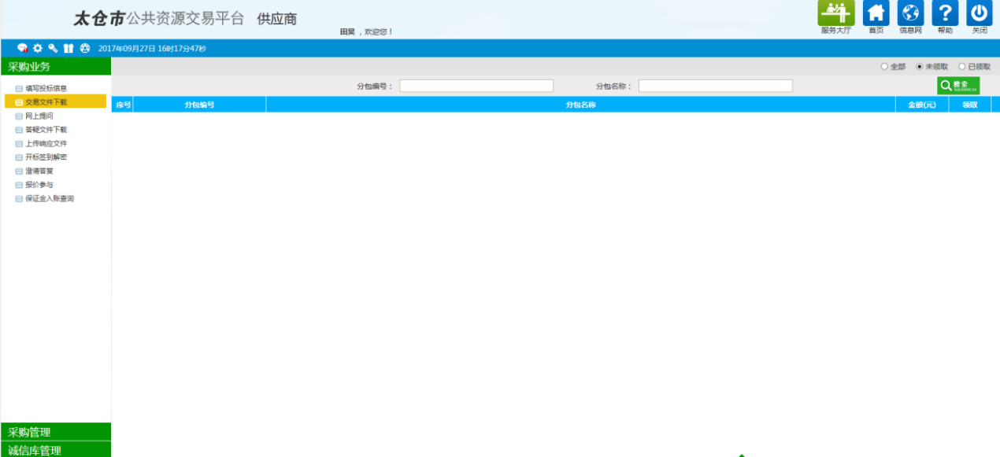 太仓市公共资源交易平台 供应商
田昊，欢迎您！
服务大厅 首页 信息网 帮助 关闭
2017年09月27日 16时17分47秒
采购业务
全部 未领取 已领取
填写投标信息
分包编号： 分包名称： 搜索
SEARCH
交易文件下载
序号 分包编号 分包名称 金额(元) 领取
网上提问
答疑文件下载
上传响应文件
开标签到解密
澄清答复
报价参与
保证金入账查询
采购管理
诚信库管理